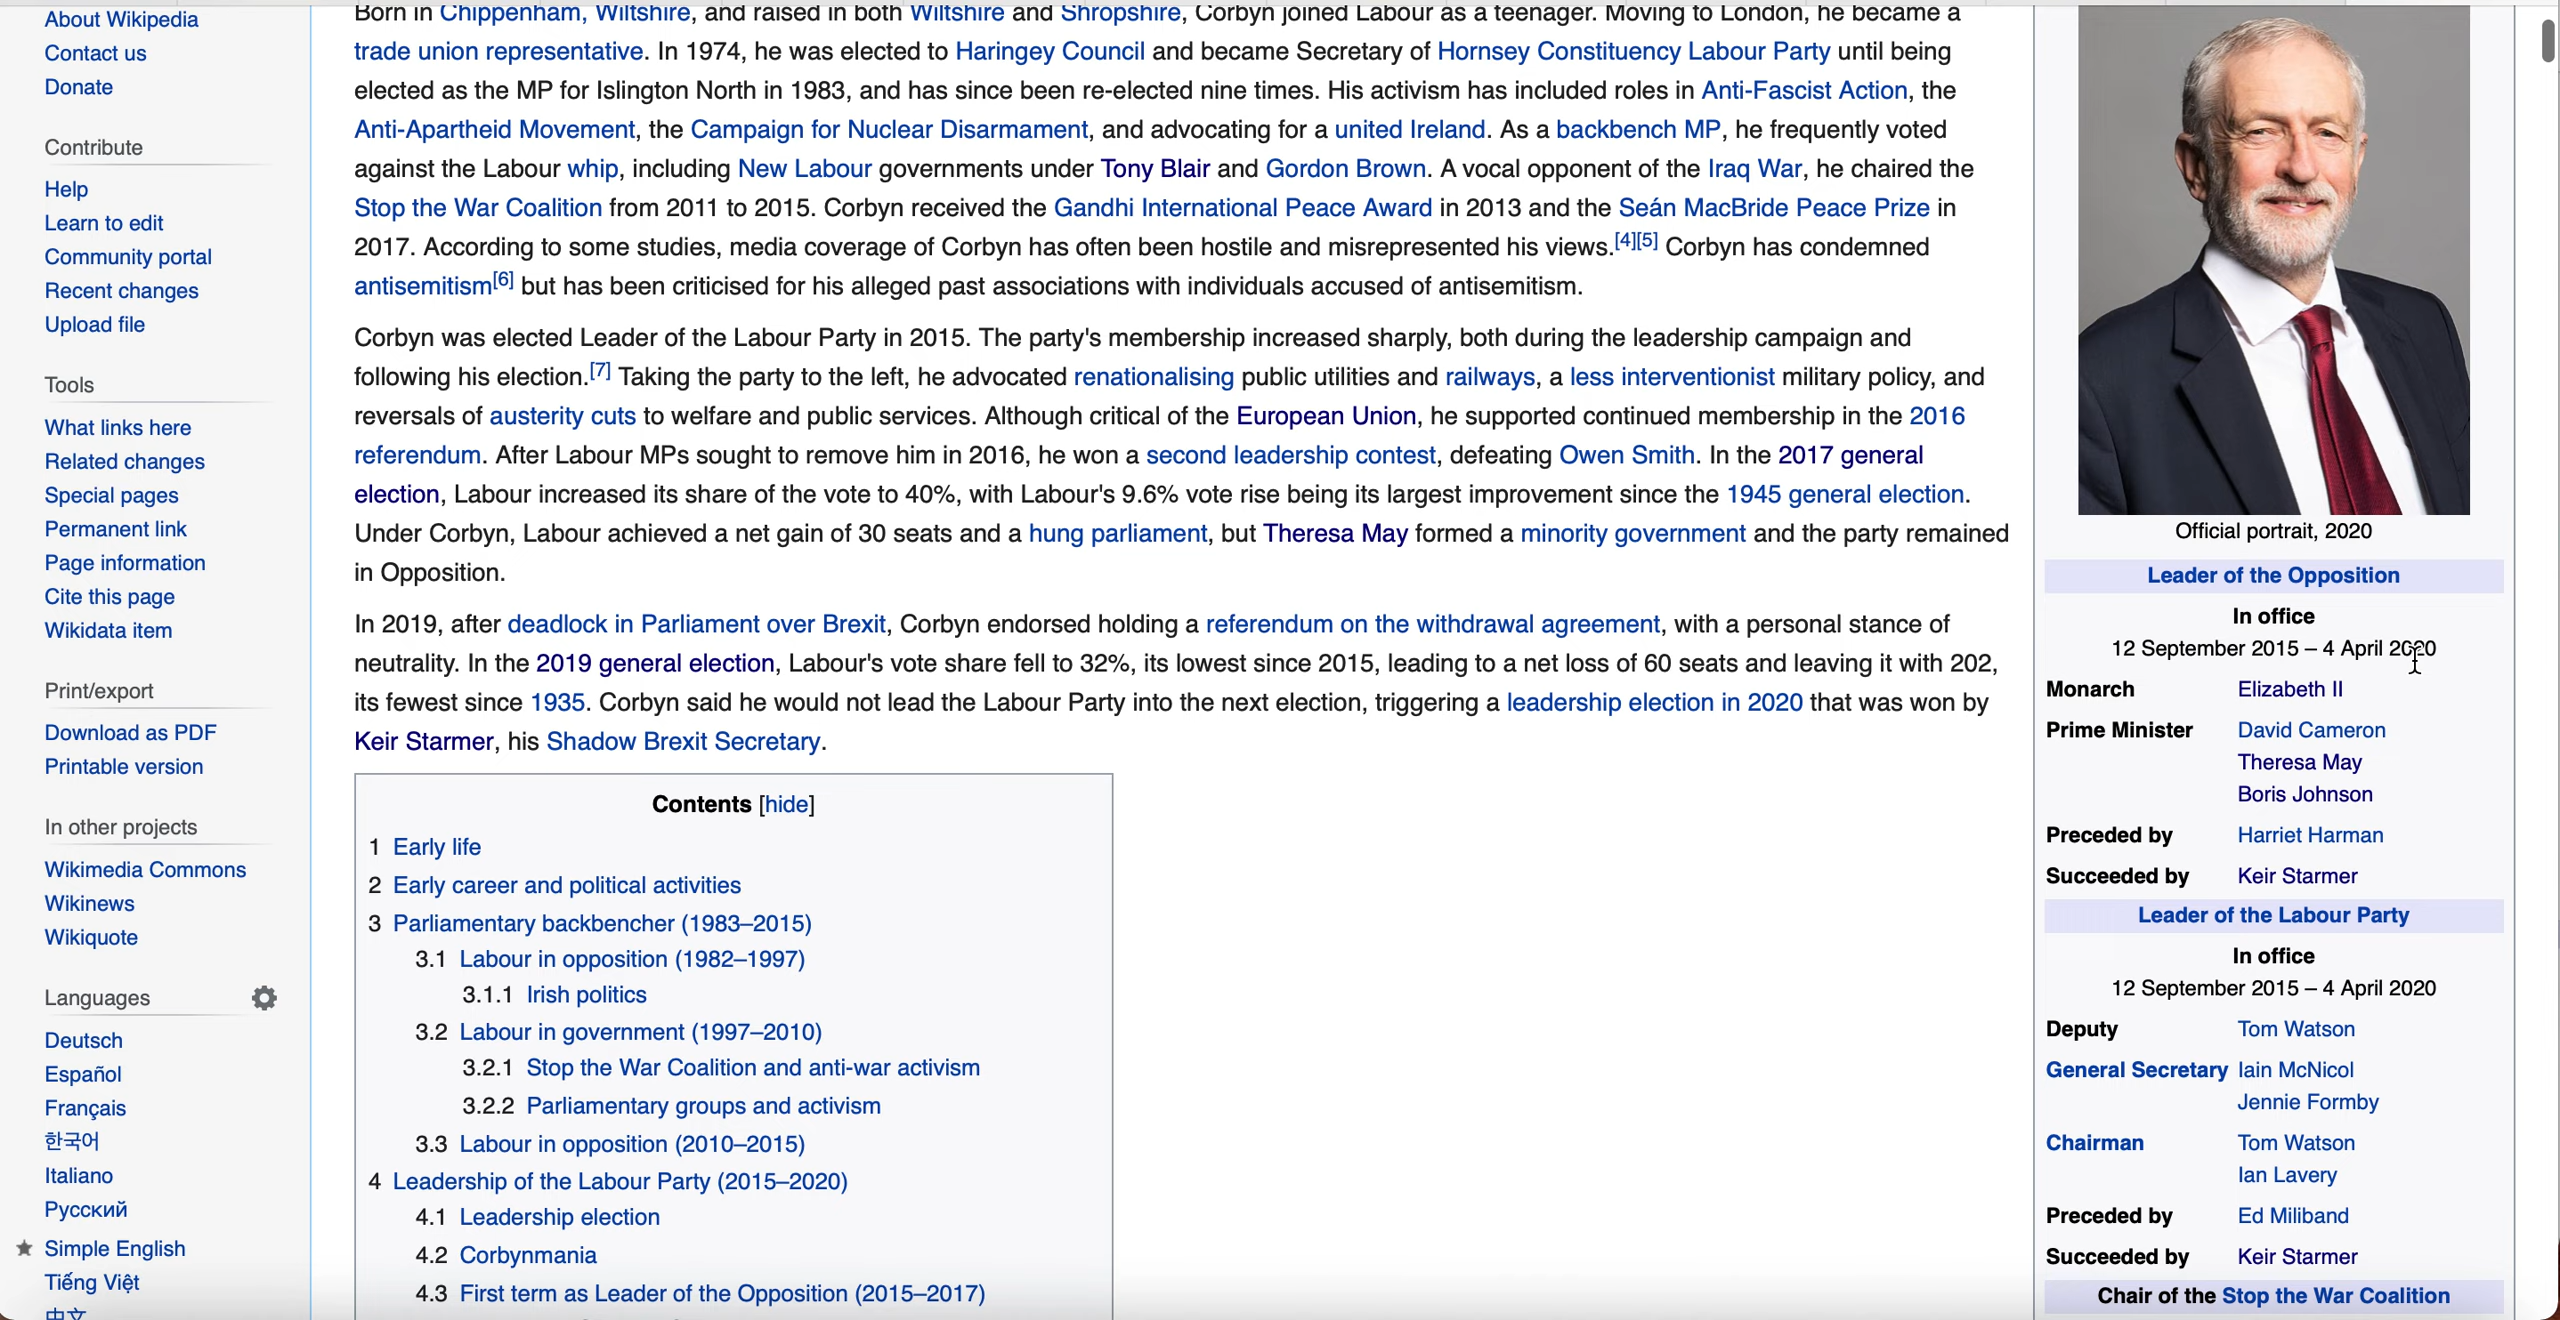 About Wikipedia
Contact us
Donate
Contribute
Help
Learn to edit
Community portal
Recent changes
Upload file
Tools
What links here
Related changes
Special pages
Permanent link
Page information
Cite this page
Wikidata item
Print/export
Download as PDF
Printable version
In other projects
Wikimedia Commons
Wikinews
Wikiquote
Languages
Deutsch
Español
Français
한국어
Italiano
Русский
Simple English
Tiếng Việt
中文
Born in Chippenham, Wiltshire, and raised in both Wiltshire and Shropshire, Corbyn joined Labour as a teenager. Moving to London, he became a
trade union representative. In 1974, he was elected to Haringey Council and became Secretary of Hornsey Constituency Labour Party until being
elected as the MP for Islington North in 1983, and has since been re-elected nine times. His activism has included roles in Anti-Fascist Action, the
Anti-Apartheid Movement, the Campaign for Nuclear Disarmament, and advocating for a united Ireland. As a backbench MP, he frequently voted
against the Labour whip, including New Labour governments under Tony Blair and Gordon Brown. A vocal opponent of the Iraq War, he chaired the
Stop the War Coalition from 2011 to 2015. Corbyn received the Gandhi International Peace Award in 2013 and the Seán MacBride Peace Prize in
2017. According to some studies, media coverage of Corbyn has often been hostile and misrepresented his views.[4][5] Corbyn has condemned
antisemitism[6] but has been criticised for his alleged past associations with individuals accused of antisemitism.
Corbyn was elected Leader of the Labour Party in 2015. The party's membership increased sharply, both during the leadership campaign and
following his election.[7] Taking the party to the left, he advocated renationalising public utilities and railways, a less interventionist military policy, and
reversals of austerity cuts to welfare and public services. Although critical of the European Union, he supported continued membership in the 2016
referendum. After Labour MPs sought to remove him in 2016, he won a second leadership contest, defeating Owen Smith. In the 2017 general
election, Labour increased its share of the vote to 40%, with Labour's 9.6% vote rise being its largest improvement since the 1945 general election.
Under Corbyn, Labour achieved a net gain of 30 seats and a hung parliament, but Theresa May formed a minority government and the party remained
in Opposition.
In 2019, after deadlock in Parliament over Brexit, Corbyn endorsed holding a referendum on the withdrawal agreement, with a personal stance of
neutrality. In the 2019 general election, Labour's vote share fell to 32%, its lowest since 2015, leading to a net loss of 60 seats and leaving it with 202,
its fewest since 1935. Corbyn said he would not lead the Labour Party into the next election, triggering a leadership election in 2020 that was won by
Keir Starmer, his Shadow Brexit Secretary.
Contents [hide]
1 Early life
2 Early career and political activities
3 Parliamentary backbencher (1983–2015)
3.1 Labour in opposition (1982–1997)
3.1.1 Irish politics
3.2 Labour in government (1997–2010)
3.2.1 Stop the War Coalition and anti-war activism
3.2.2 Parliamentary groups and activism
3.3 Labour in opposition (2010–2015)
4 Leadership of the Labour Party (2015–2020)
4.1 Leadership election
4.2 Corbynmania
4.3 First term as Leader of the Opposition (2015–2017)
Official portrait, 2020
Leader of the Opposition
In office
12 September 2015 – 4 April 2020
Monarch Elizabeth II
Prime Minister David Cameron
Theresa May
Boris Johnson
Preceded by Harriet Harman
Succeeded by Keir Starmer
Leader of the Labour Party
In office
12 September 2015 – 4 April 2020
Deputy Tom Watson
General Secretary Iain McNicol
Jennie Formby
Chairman Tom Watson
Ian Lavery
Preceded by Ed Miliband
Succeeded by Keir Starmer
Chair of the Stop the War Coalition